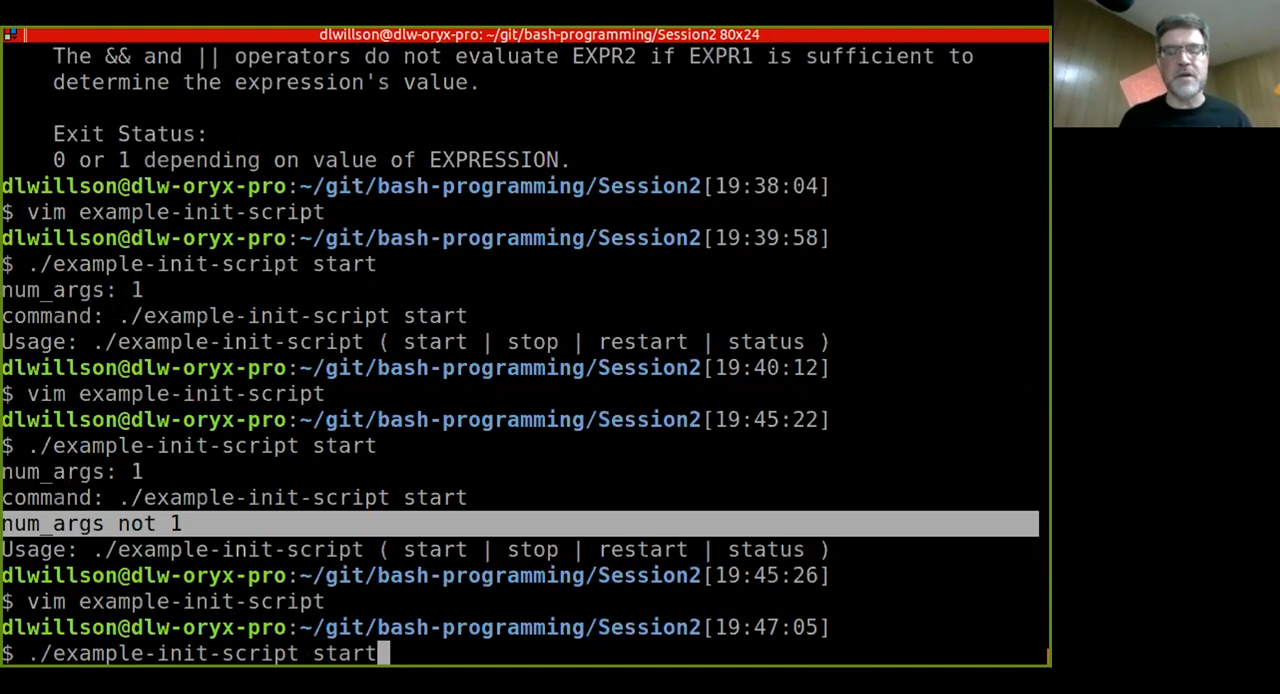 dlwillson@dlw-oryx-pro: ~/git/bash-programming/Session2 80x24
The && and || operators do not evaluate EXPR2 if EXPR1 is sufficient to
determine the expression's value.
Exit Status:
0 or 1 depending on value of EXPRESSION.
dlwillson@dlw-oryx-pro:~/git/bash-programming/Session2[19:38:04]
$ vim example-init-script
dlwillson@dlw-oryx-pro:~/git/bash-programming/Session2[19:39:58]
$ ./example-init-script start
num_args: 1
command: ./example-init-script start
Usage: ./example-init-script ( start | stop | restart | status )
dlwillson@dlw-oryx-pro:~/git/bash-programming/Session2[19:40:12]
$ vim example-init-script
dlwillson@dlw-oryx-pro:~/git/bash-programming/Session2[19:45:22]
$ ./example-init-script start
num_args: 1
command: ./example-init-script start
num_args not 1
Usage: ./example-init-script ( start | stop | restart | status )
dlwillson@dlw-oryx-pro:~/git/bash-programming/Session2[19:45:26]
$ vim example-init-script
dlwillson@dlw-oryx-pro:~/git/bash-programming/Session2[19:47:05]
$ ./example-init-script start